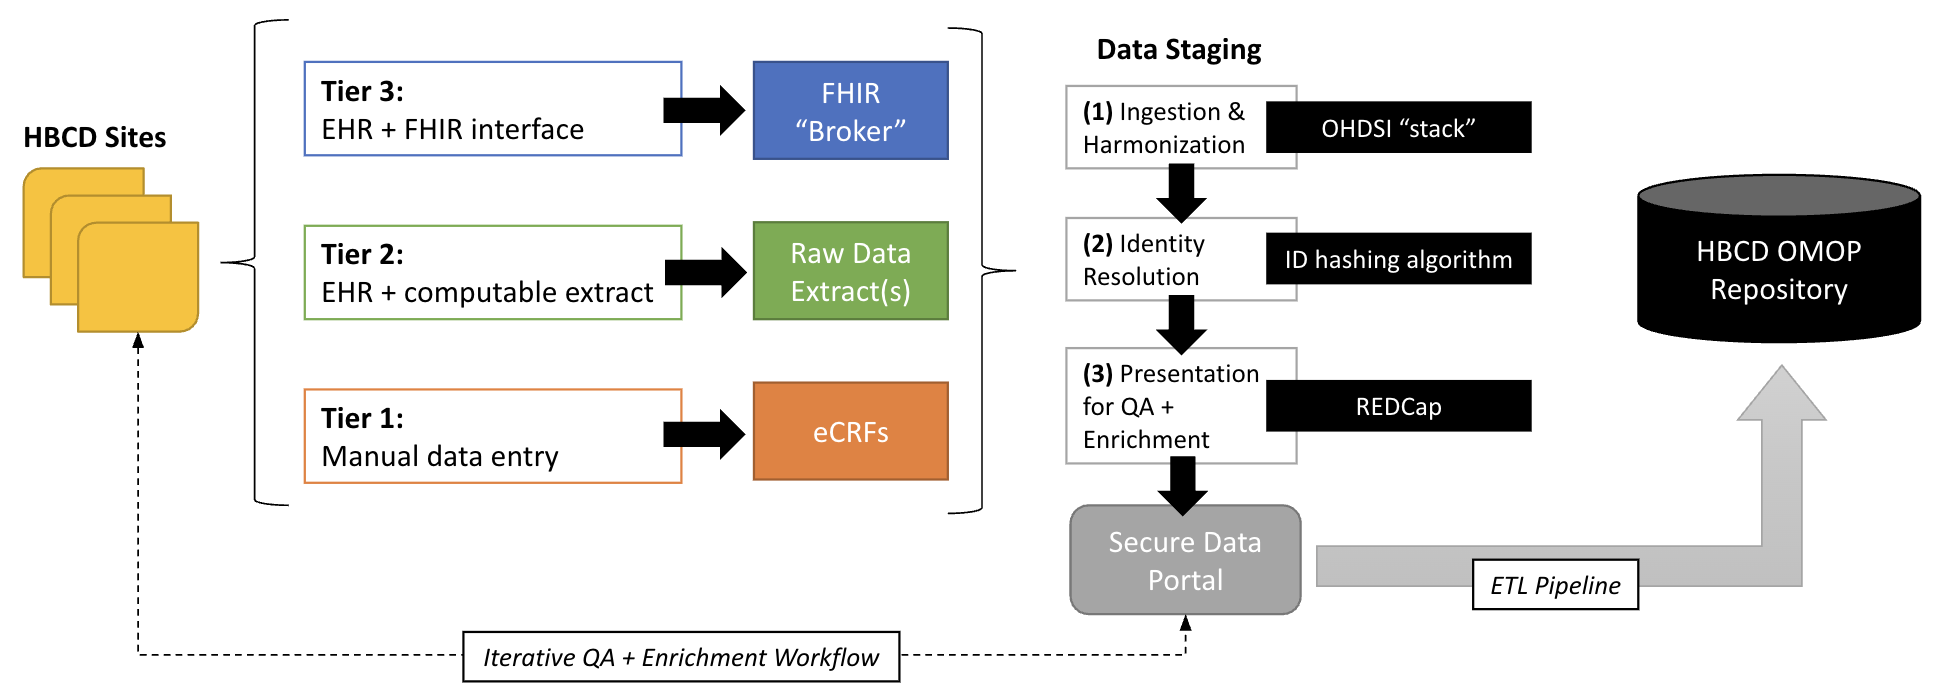 HBCD Sites
Tier 3:
EHR + FHIR interface
FHIR
“Broker”
Tier 2:
EHR + computable extract
Raw Data
Extract(s)
Tier 1:
Manual data entry
eCRFs
Data Staging
(1) Ingestion &
Harmonization
OHDSI “stack”
(2) Identity
Resolution
ID hashing algorithm
(3) Presentation
for QA +
Enrichment
REDCap
Secure Data
Portal
ETL Pipeline
HBCD OMOP
Repository
Iterative QA + Enrichment Workflow